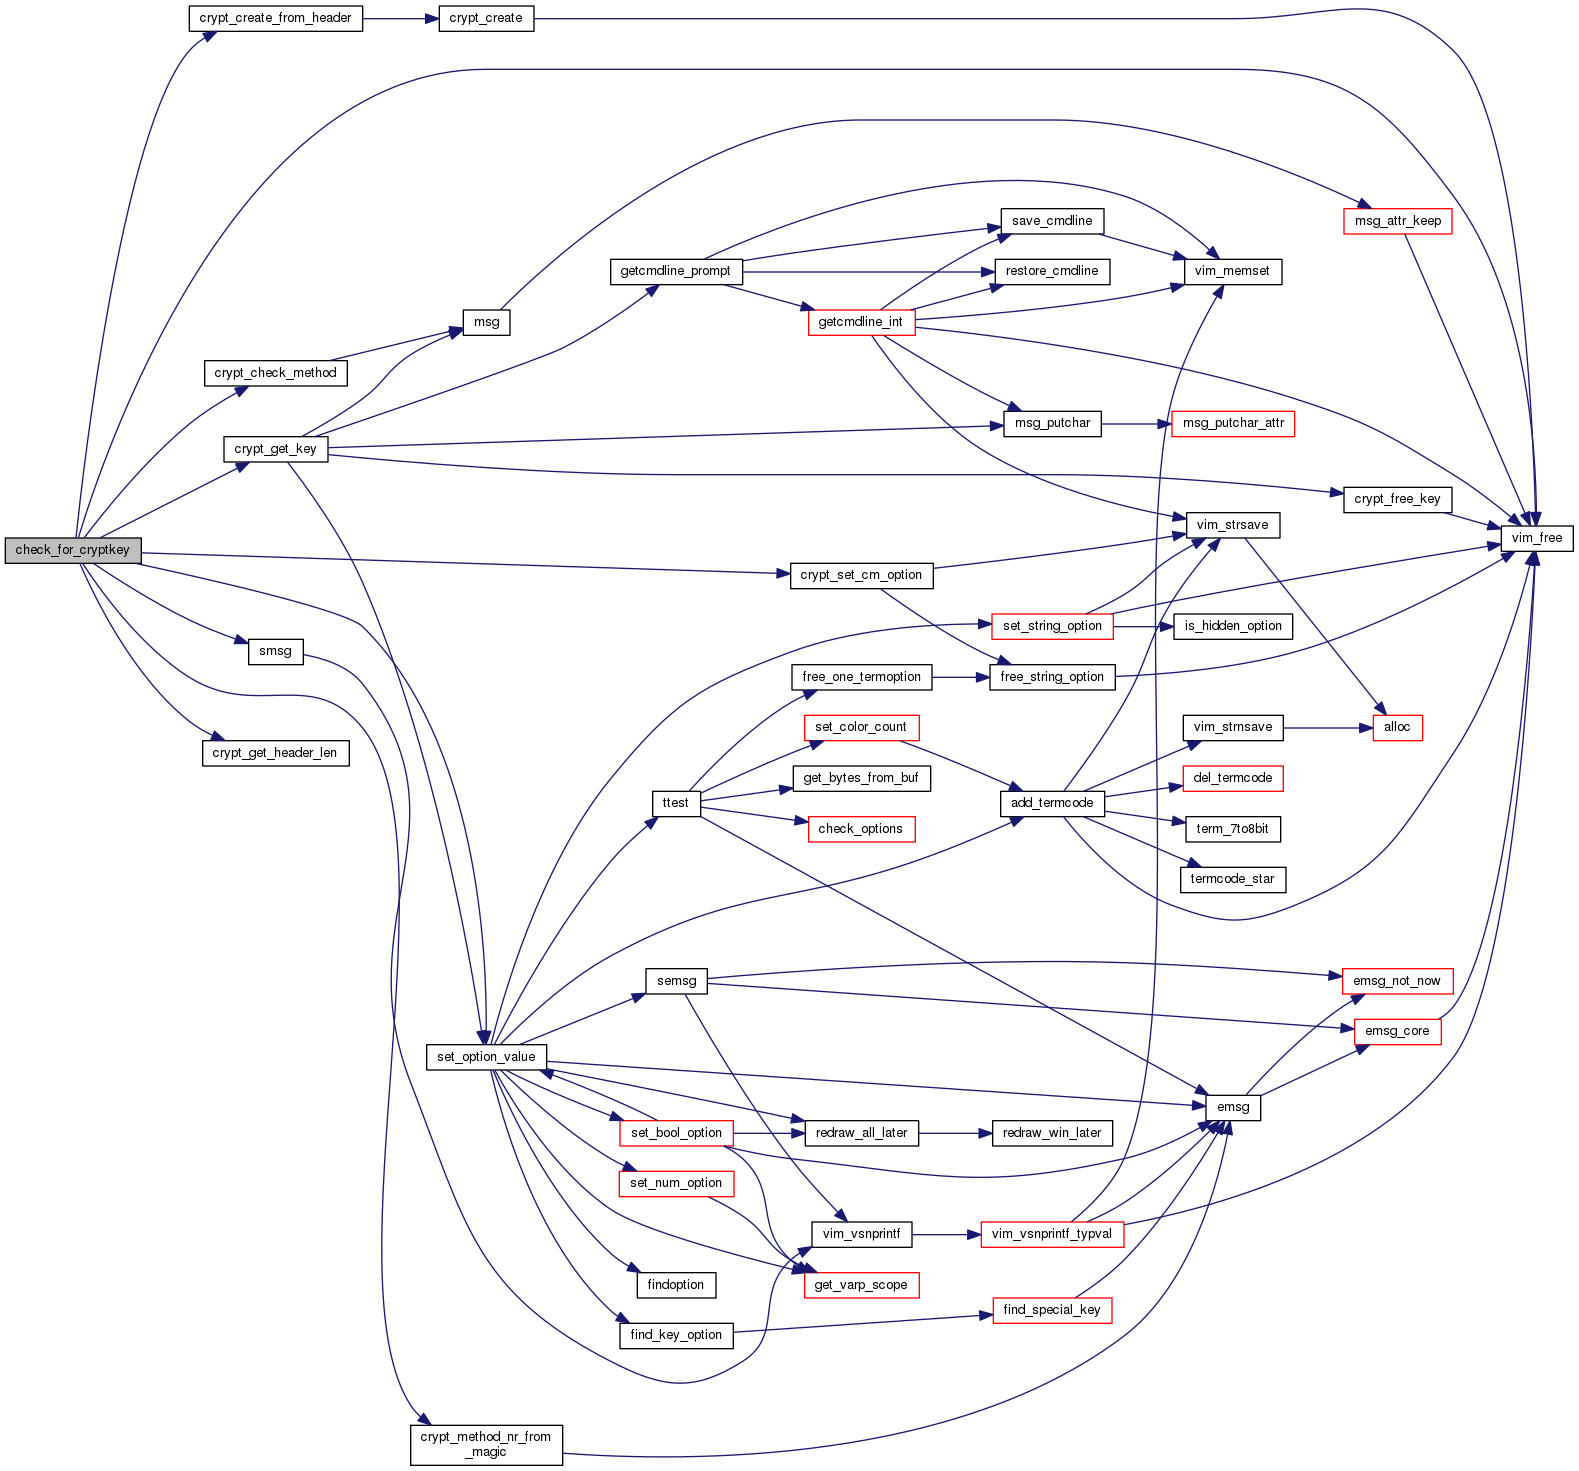 crypt_create_from_header
crypt_create
save_cmdline
msg_attr_keep
getcmdline_prompt
restore_cmdline
vim_memset
msg
getcmdline_int
crypt_check_method
crypt_get_key
msg_putchar
msg_putchar_attr
crypt_free_key
vim_strsave
vim_free
check_for_cryptkey
crypt_set_cm_option
set_string_option
is_hidden_option
smsg
free_one_termoption
free_string_option
set_color_count
vim_strnsave
alloc
crypt_get_header_len
get_bytes_from_buf
del_termcode
ttest
add_termcode
check_options
term_7to8bit
termcode_star
semsg
emsg_not_now
emsg_core
set_option_value
emsg
set_bool_option
redraw_all_later
redraw_win_later
set_num_option
vim_vsnprintf
vim_vsnprintf_typval
findoption
get_varp_scope
find_special_key
find_key_option
crypt_method_nr_from
_magic